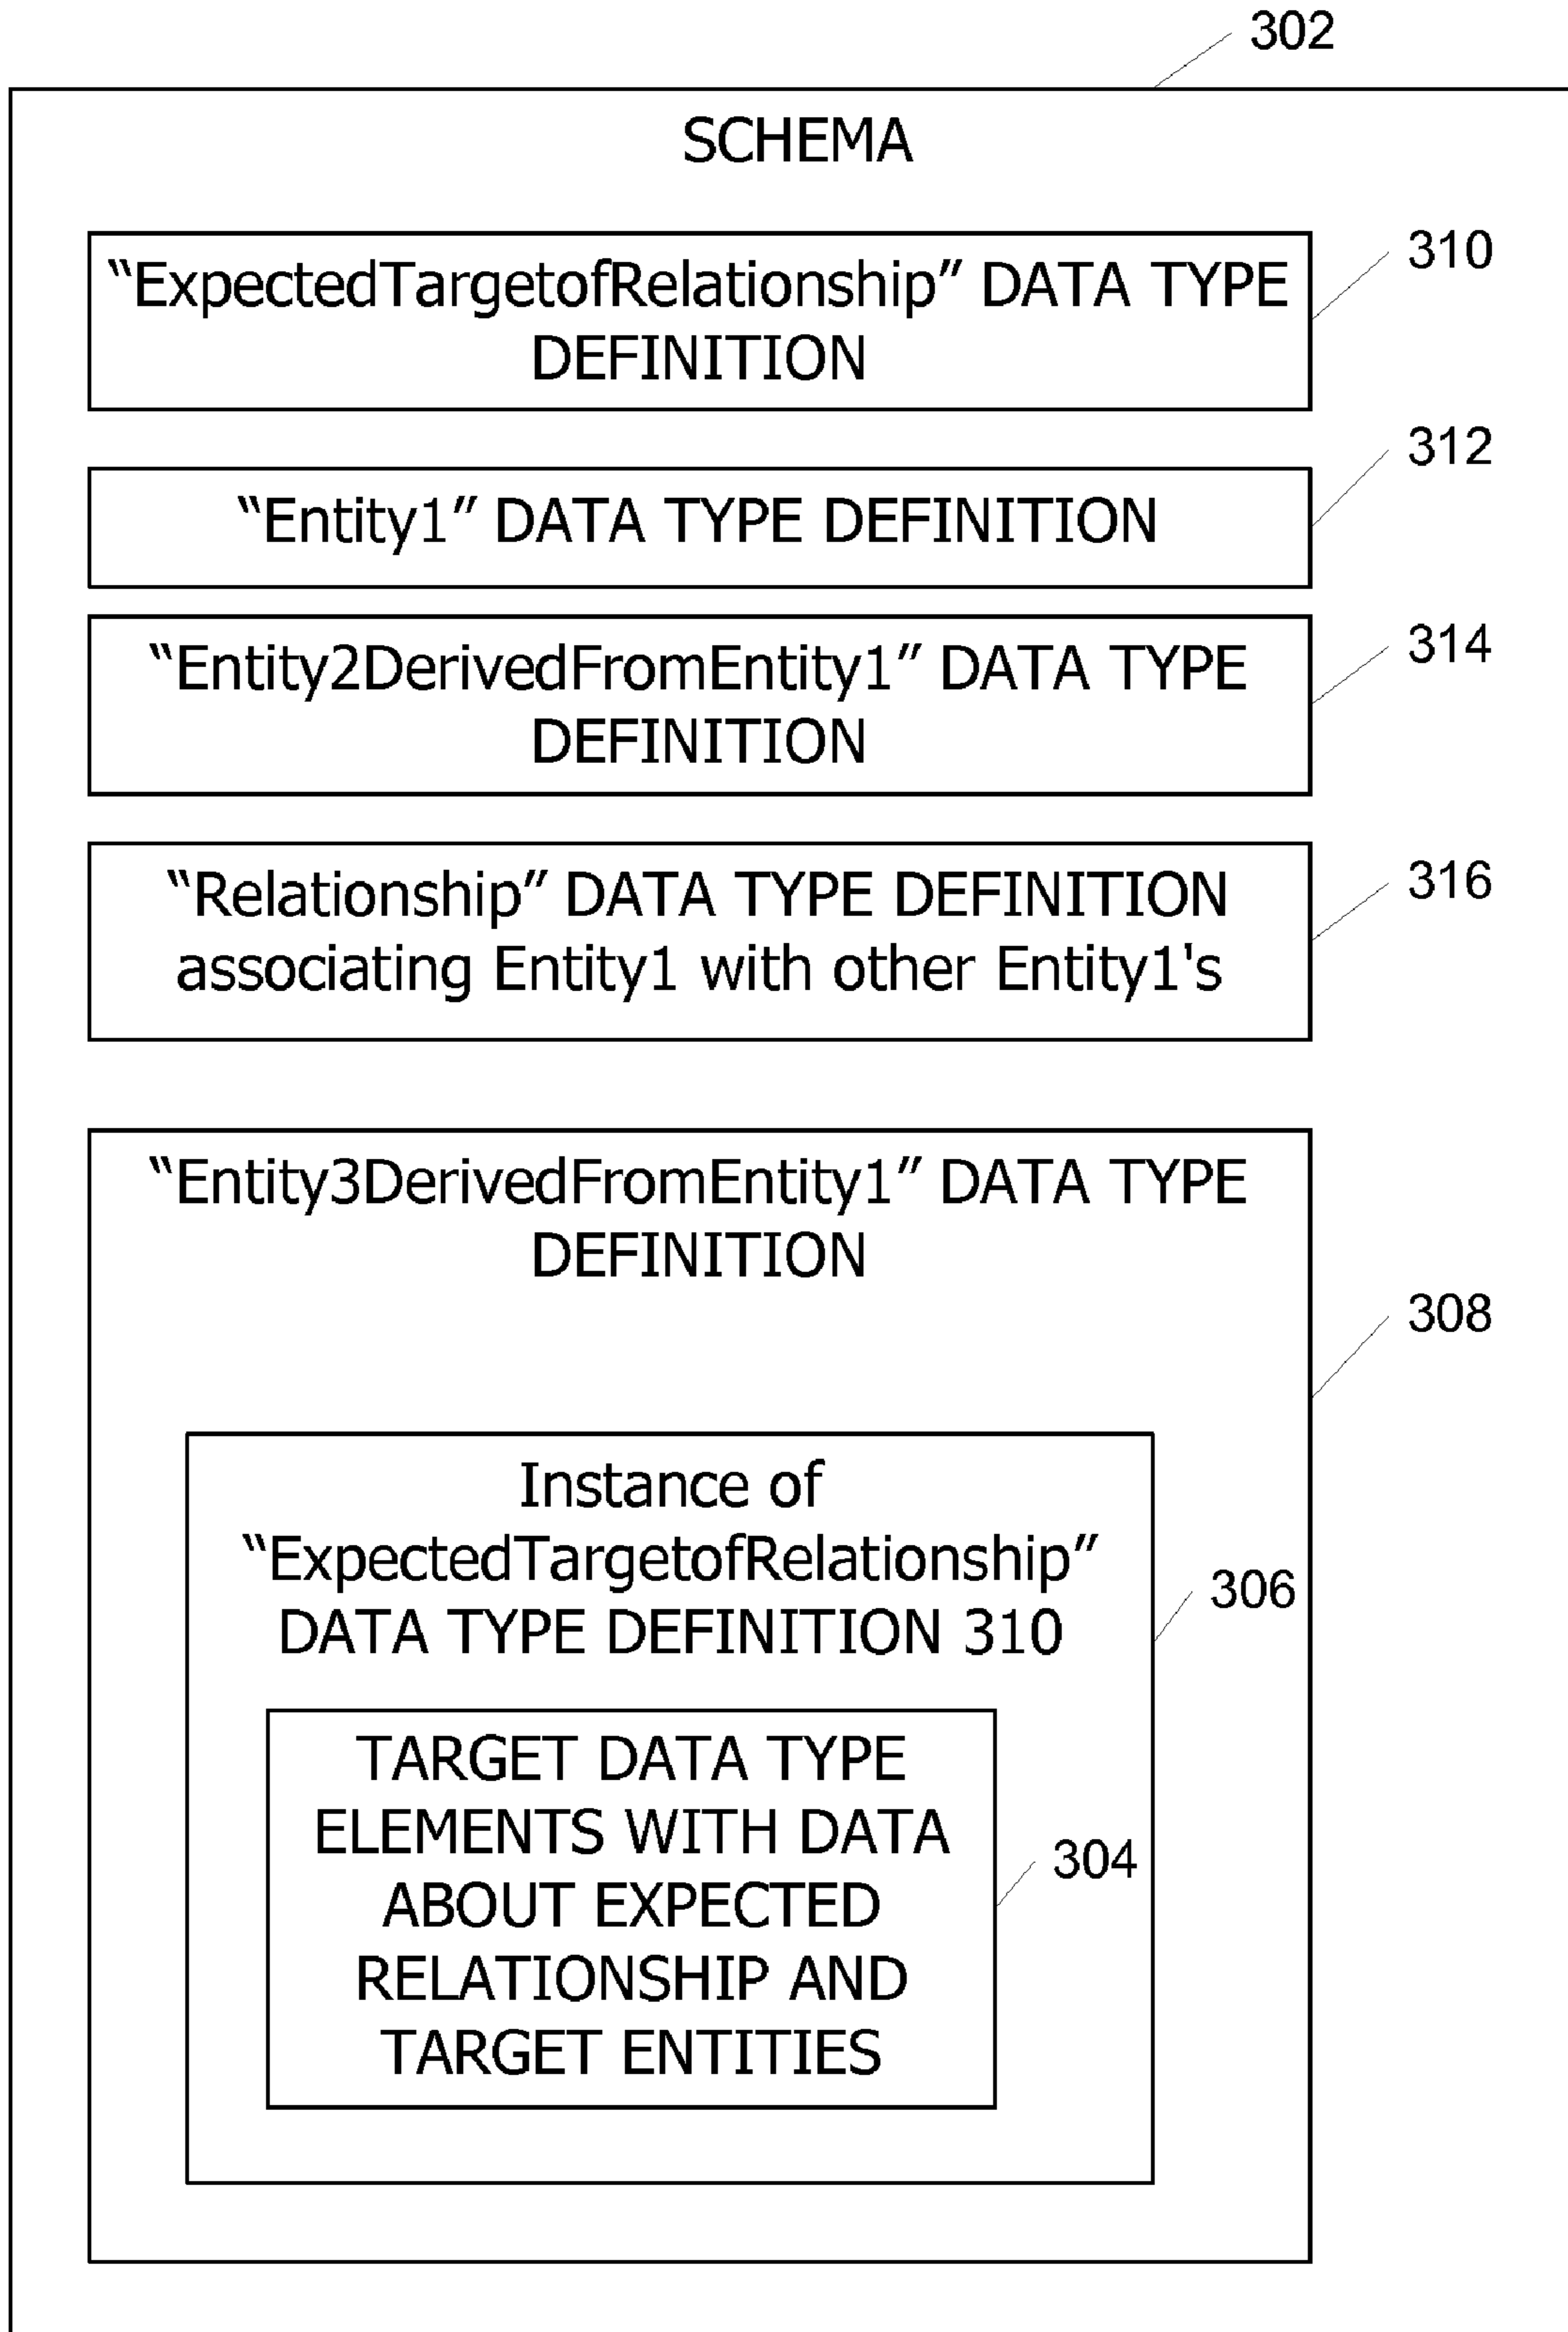 302
SCHEMA
“ExpectedTargetofRelationship” DATA TYPE
DEFINITION
310
“Entity1” DATA TYPE DEFINITION
312
“Entity2DerivedFromEntity1” DATA TYPE
DEFINITION
314
“Relationship” DATA TYPE DEFINITION
associating Entity1 with other Entity1's
316
“Entity3DerivedFromEntity1” DATA TYPE
DEFINITION
308
Instance of
“ExpectedTargetofRelationship”
DATA TYPE DEFINITION 310
306
TARGET DATA TYPE
ELEMENTS WITH DATA
ABOUT EXPECTED
RELATIONSHIP AND
TARGET ENTITIES
304